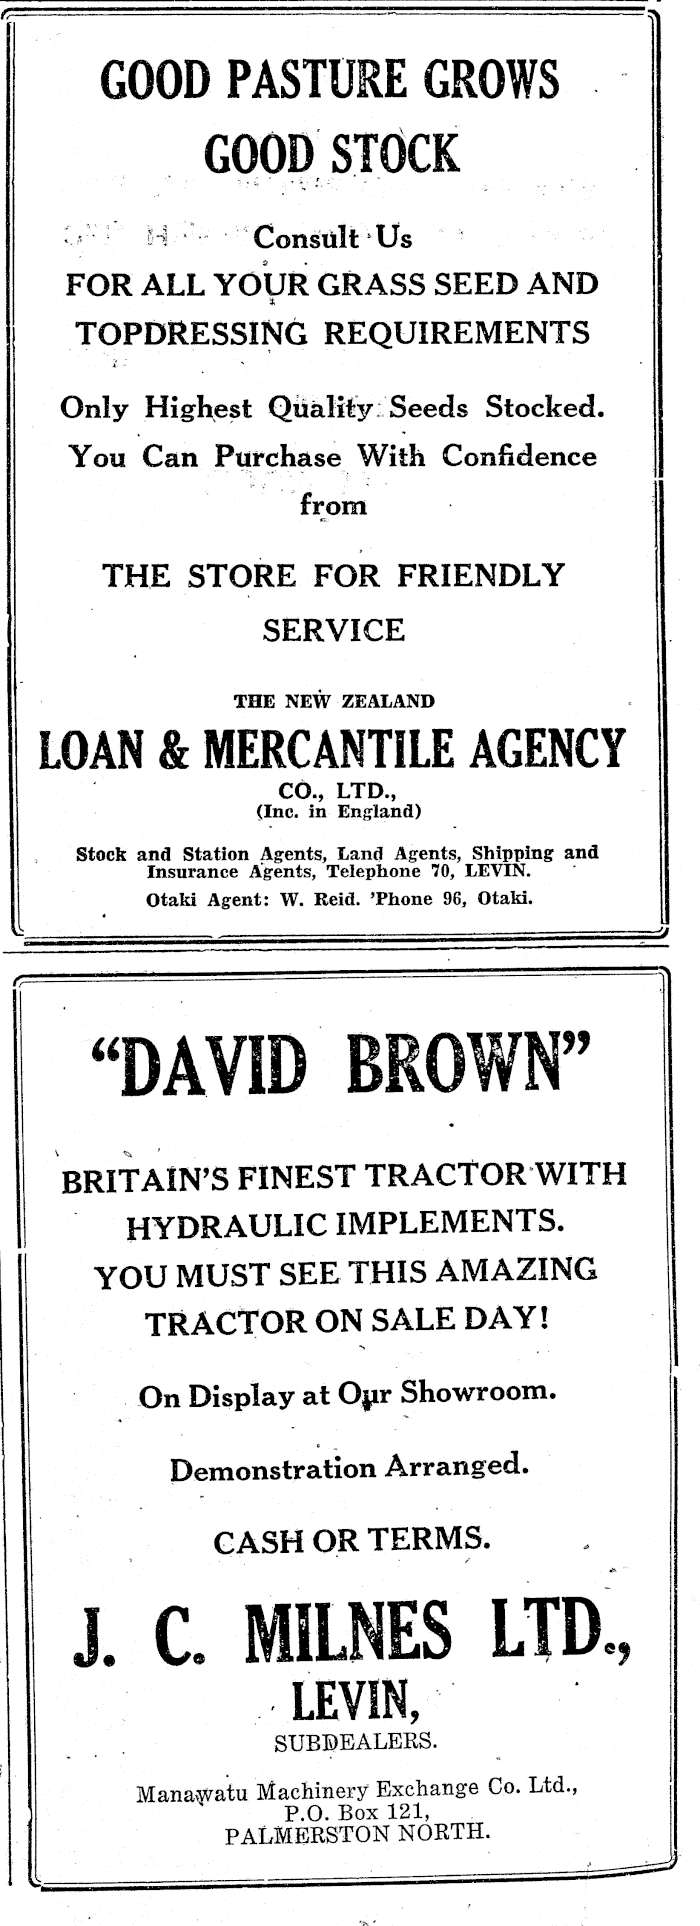 GOOD PASTURE GROWS
GOOD STOCK
Consult Us
FOR ALL YOUR GRASS SEED AND
TOPDRESSING REQUIREMENTS
Only Highest Quality Seeds Stocked.
You Can Purchase With Confidence
from
THE STORE FOR FRIENDLY
SERVICE
THE NEW ZEALAND
LOAN & MERCANTILE AGENCY
CO., LTD.,
(Inc. in England)
Stock and Station Agents, Land Agents, Shipping and
Insurance Agents, Telephone 70, LEVIN.
Otaki Agent: W. Reid. 'Phone 96, Otaki.
"DAVID BROWN"
BRITAIN'S FINEST TRACTOR WITH
HYDRAULIC IMPLEMENTS.
YOU MUST SEE THIS AMAZING
TRACTOR ON SALE DAY!
On Display at Our Showroom.
Demonstration Arranged.
CASH OR TERMS.
J. C. MILNES LTD.,
LEVIN,
SUBDEALERS.
Manawatu Machinery Exchange Co. Ltd.,
P.O. Box 121,
PALMERSTON NORTH.